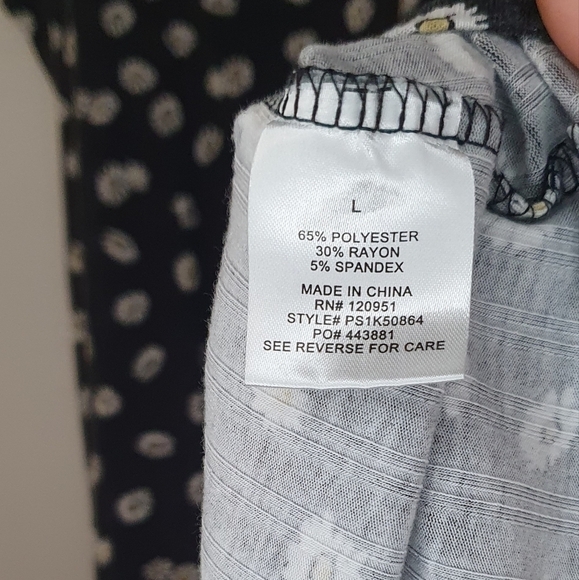 L
65% POLYESTER
30% RAYON
5% SPANDEX
MADE IN CHINA
RN# 120951
STYLE# PS1K50864
PO# 443881
SEE REVERSE FOR CARE